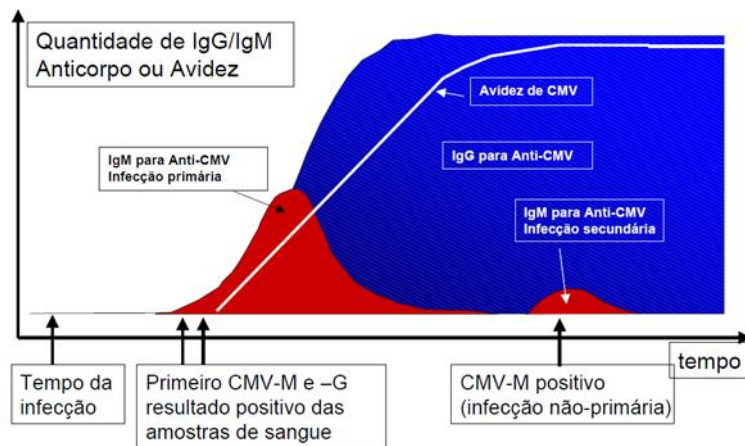 Quantidade de IgG/IgM
Anticorpo ou Avidez
Avidez de CMV
IgM para Anti-CMV
Infecção primária
IgG para Anti-CMV
IgM para Anti-CMV
Infecção secundária
tempo
Tempo da
infecção
Primeiro CMV-M e –G
resultado positivo das
amostras de sangue
CMV-M positivo
(infecção não-primária)